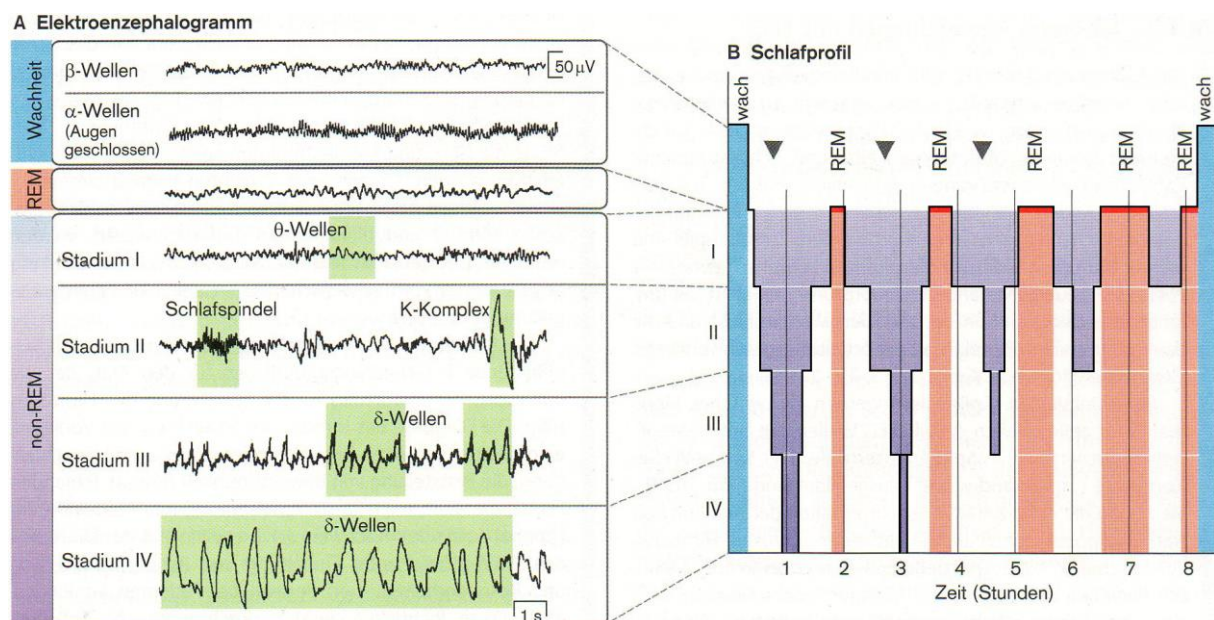 A Elektroenzephalogramm
Wachheit
β-Wellen
50 µV
α-Wellen
(Augen
geschlossen)
REM
non-REM
θ-Wellen
Stadium I
Schlafspindel
K-Komplex
Stadium II
δ-Wellen
Stadium III
δ-Wellen
Stadium IV
1 s
B Schlafprofil
wach
REM
REM
REM
REM
REM
wach
I
II
III
IV
1 2 3 4 5 6 7 8
Zeit (Stunden)